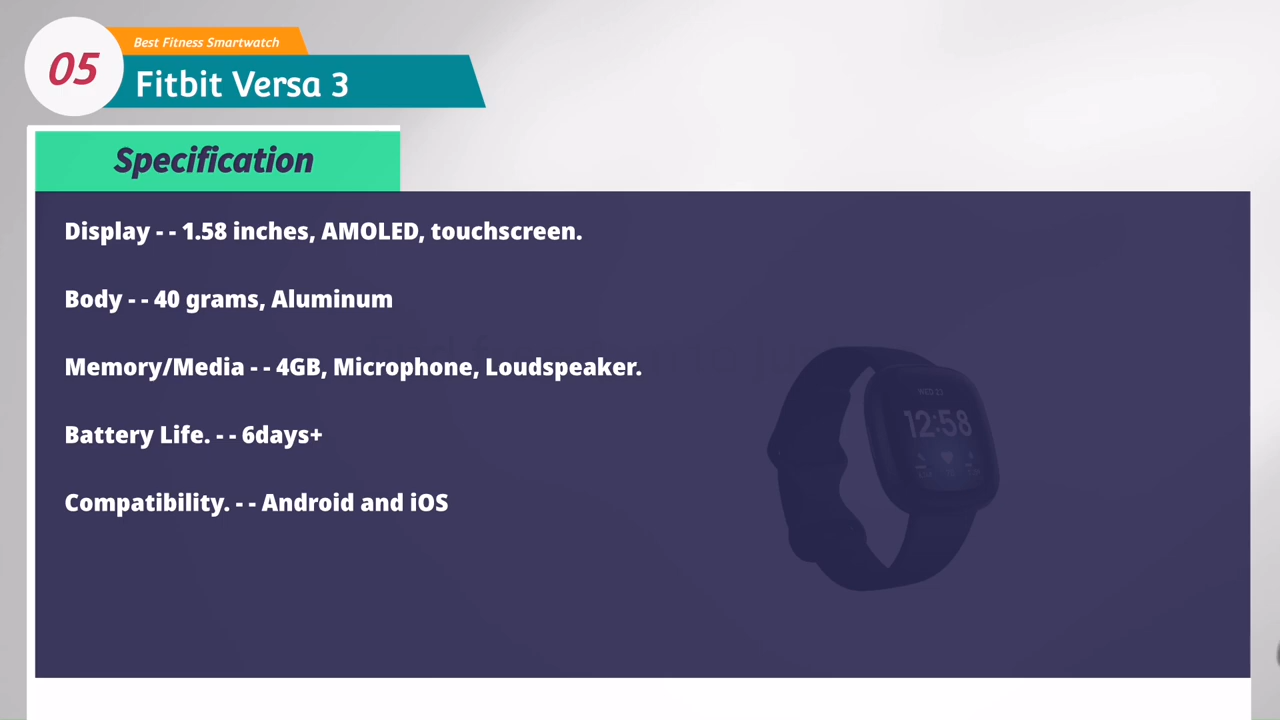 05
Best Fitness Smartwatch
Fitbit Versa 3
Specification
Display - - 1.58 inches, AMOLED, touchscreen.
Body - - 40 grams, Aluminum
Memory/Media - - 4GB, Microphone, Loudspeaker.
Battery Life. - - 6days+
Compatibility. - - Android and iOS
12:58